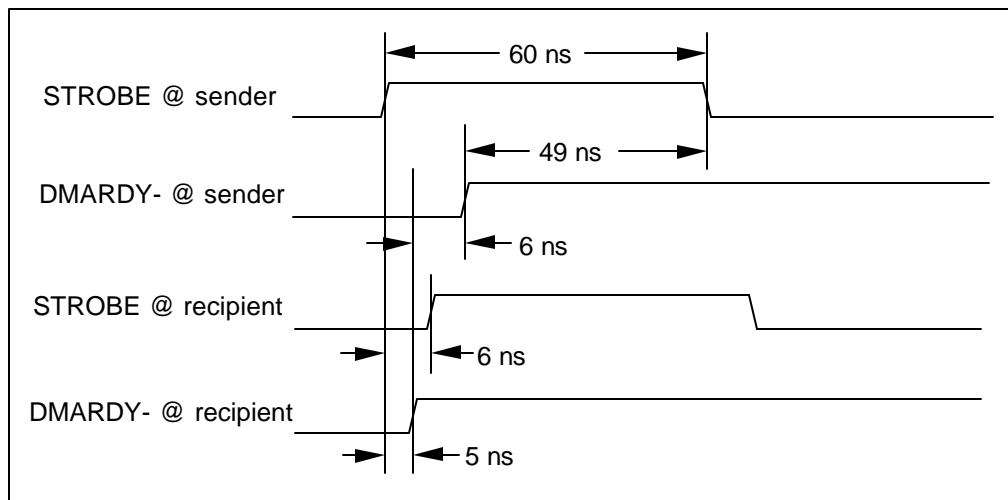 60 ns
STROBE @ sender
49 ns
DMARDY- @ sender
6 ns
STROBE @ recipient
6 ns
DMARDY- @ recipient
5 ns